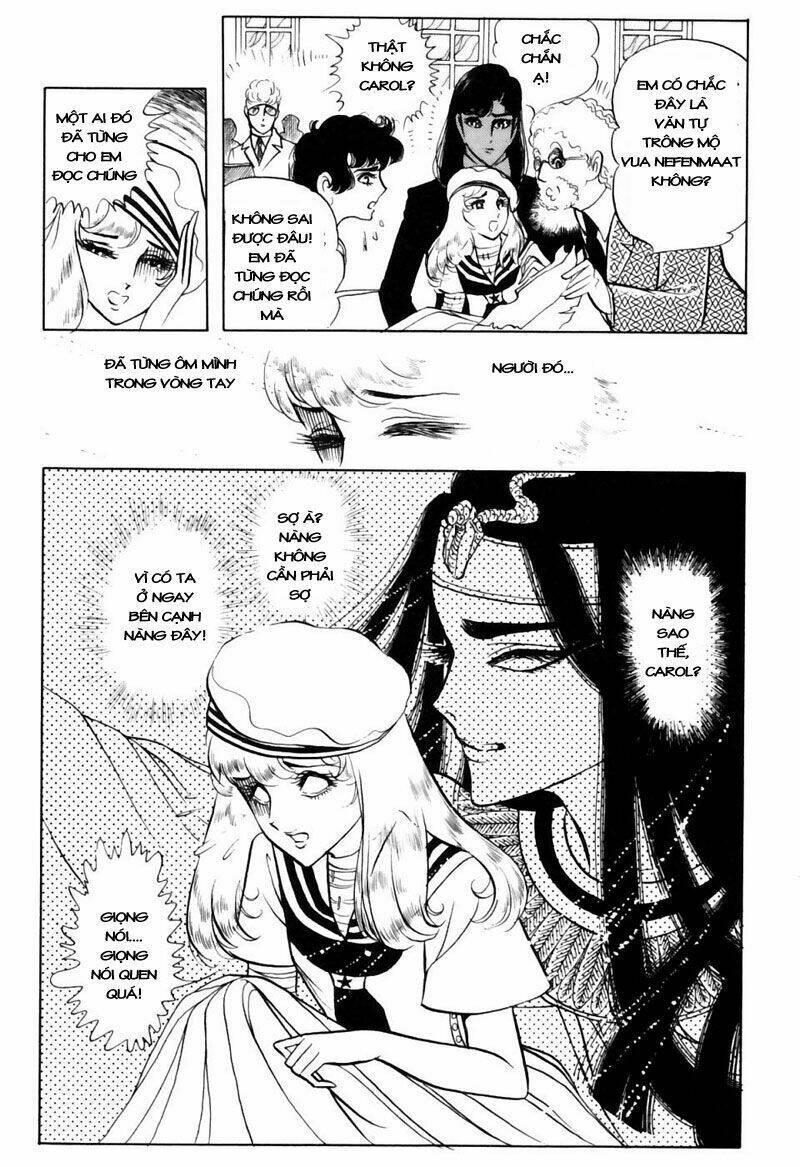 EM CÓ CHẮC
ĐÂY LÀ
VĂN TỰ
TRÔNG MỘ
VUA NEFENMAAT
KHÔNG?
CHẮC
CHẮN
Ạ!
THẬT
KHÔNG
CAROL?
KHÔNG SAI
ĐƯỢC ĐÂU!
EM ĐÃ
TỪNG ĐỌC
CHÚNG RỒI
MÀ
MỘT AI ĐÓ
ĐÃ TỪNG
CHO EM
ĐỌC CHÚNG
NGƯỜI ĐÓ...
ĐÃ TỪNG ÔM MÌNH
TRONG VÒNG TAY
NÀNG
SAO
THẾ,
CAROL?
SỢ À?
NÀNG
KHÔNG
CẦN PHẢI
SỢ
VÌ CÓ TA
Ở NGAY
BÊN CẠNH
NÀNG ĐÂY!
GIỌNG
NÓI....
GIỌNG
NÓI QUEN
QUÁ!